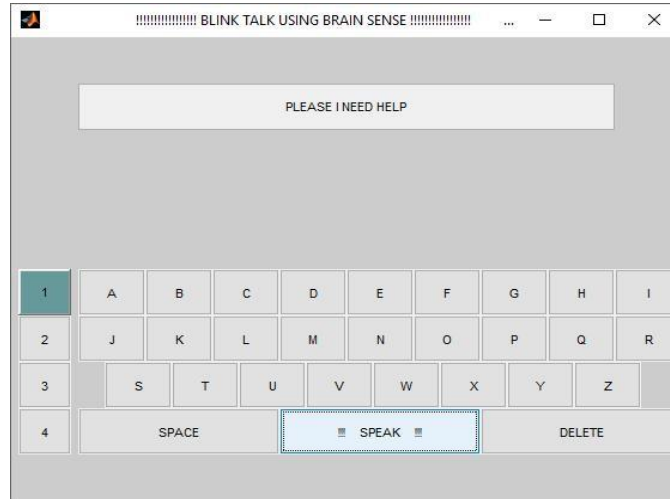 !!!!!!!!!!!!!!!!! BLINK TALK USING BRAIN SENSE !!!!!!!!!!!!!!!!! ...
PLEASE I NEED HELP
1 A B C D E F G H I
2 J K L M N O P Q R
3 S T U V W X Y Z
4 SPACE !!! SPEAK !!! DELETE